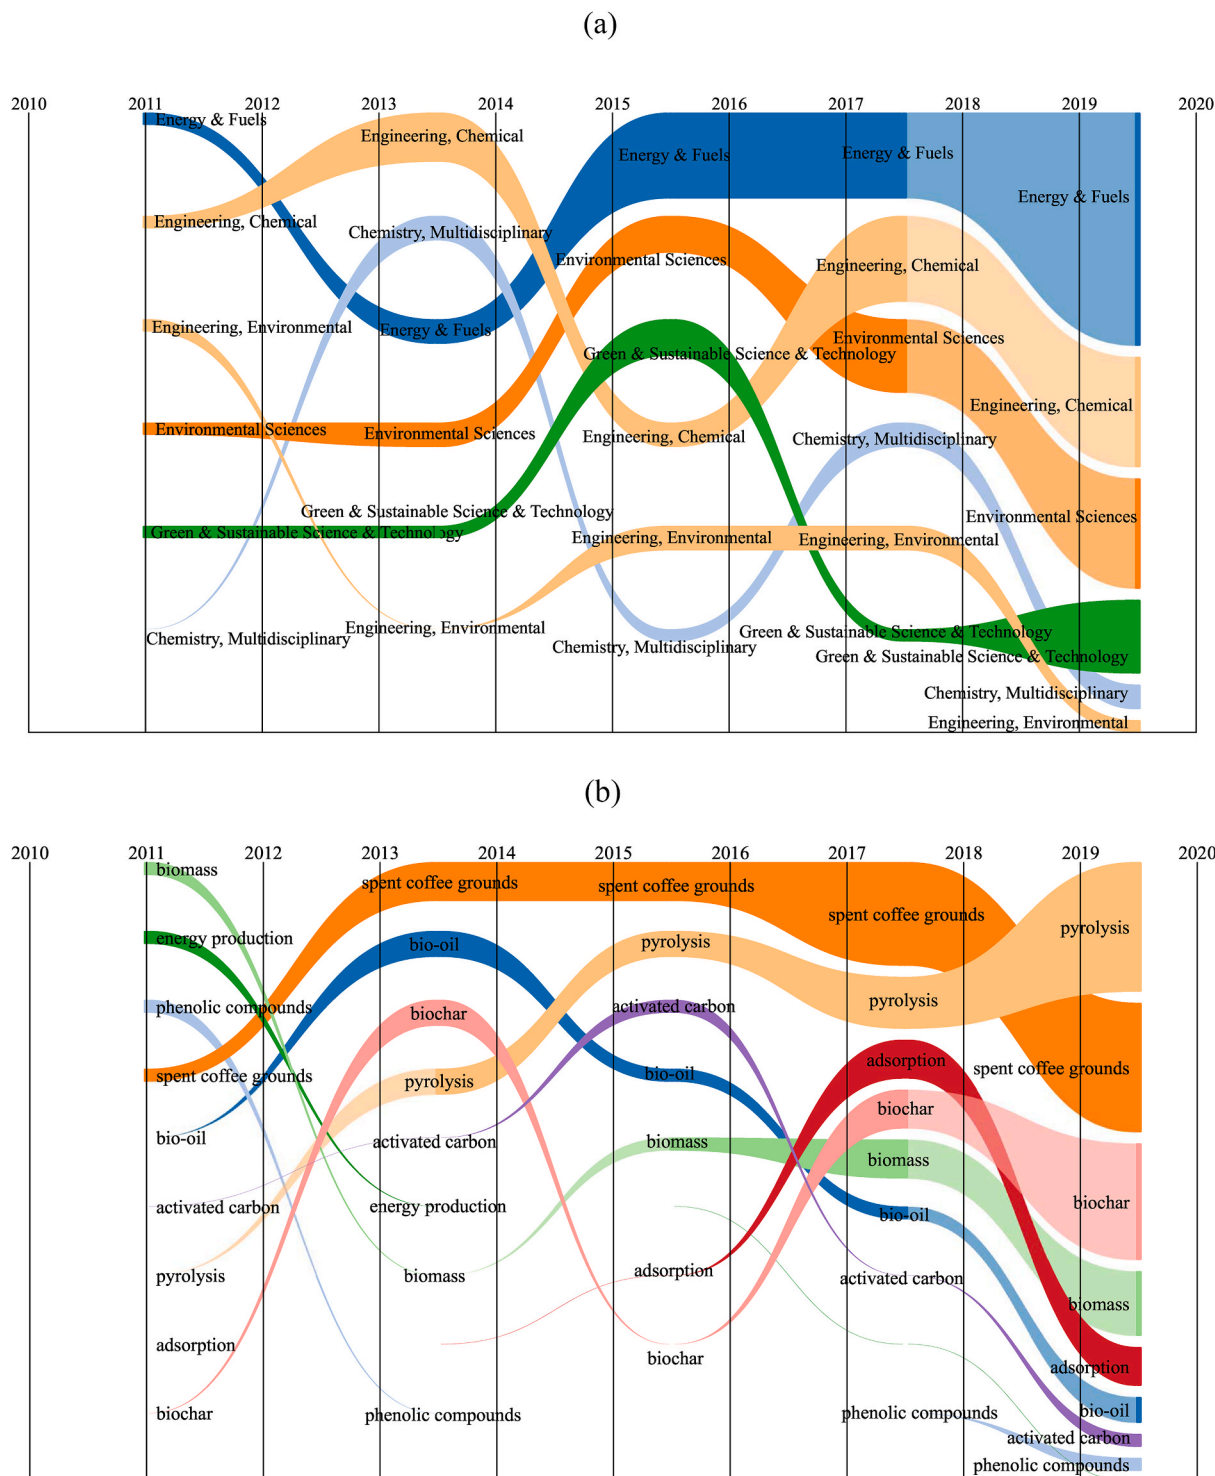 (a)
2010 2011 2012 2013 2014 2015 2016 2017 2018 2019 2020
Energy & Fuels
Engineering, Chemical
Energy & Fuels
Energy & Fuels
Energy & Fuels
Engineering, Chemical
Chemistry, Multidisciplinary
Environmental Sciences
Engineering, Chemical
Engineering, Environmental
Energy & Fuels
Green & Sustainable Science & Technology
Environmental Sciences
Engineering, Chemical
Environmental Sciences
Environmental Sciences
Engineering, Chemical
Chemistry, Multidisciplinary
Green & Sustainable Science & Technology
Green & Sustainable Science & Technology
Engineering, Environmental
Engineering, Environmental
Environmental Sciences
Chemistry, Multidisciplinary
Engineering, Environmental
Chemistry, Multidisciplinary
Green & Sustainable Science & Technology
Green & Sustainable Science & Technology
Chemistry, Multidisciplinary
Engineering, Environmental
(b)
2010 2011 2012 2013 2014 2015 2016 2017 2018 2019 2020
biomass
spent coffee grounds
spent coffee grounds
spent coffee grounds
pyrolysis
energy production
bio-oil
pyrolysis
phenolic compounds
biochar
activated carbon
pyrolysis
spent coffee grounds
pyrolysis
bio-oil
adsorption
spent coffee grounds
bio-oil
activated carbon
biomass
biochar
biomass
activated carbon
energy production
bio-oil
biochar
pyrolysis
biomass
adsorption
activated carbon
biomass
adsorption
biochar
adsorption
biochar
phenolic compounds
phenolic compounds
bio-oil
activated carbon
phenolic compounds